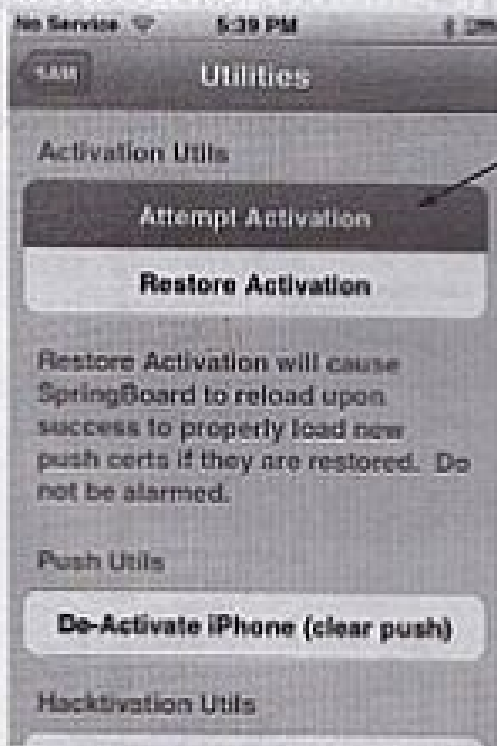 No Service 5:39 PM
SAM
Utilities
Activation Utils
Attempt Activation
Restore Activation
Restore Activation will cause
SpringBoard to reload upon
success to properly load new
push certs if they are restored. Do
not be alarmed.
Push Utils
De-Activate iPhone (clear push)
Hacktivation Utils